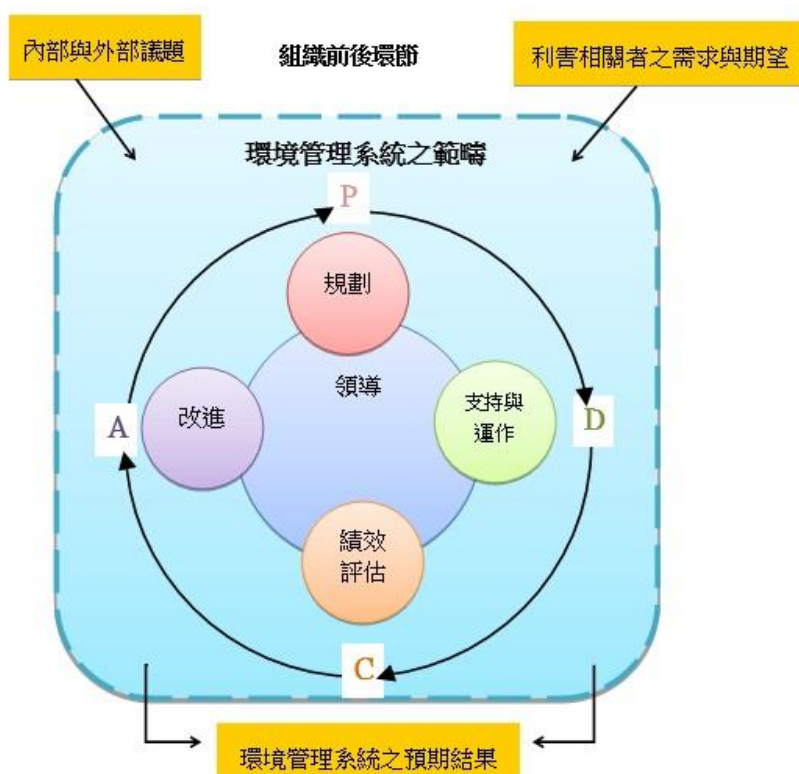 內部與外部議題
組織前後環節
利害相關者之需求與期望
環境管理系統之範疇
P
規劃
領導
改進
支持與
運作
A
D
績效
評估
C
環境管理系統之預期結果